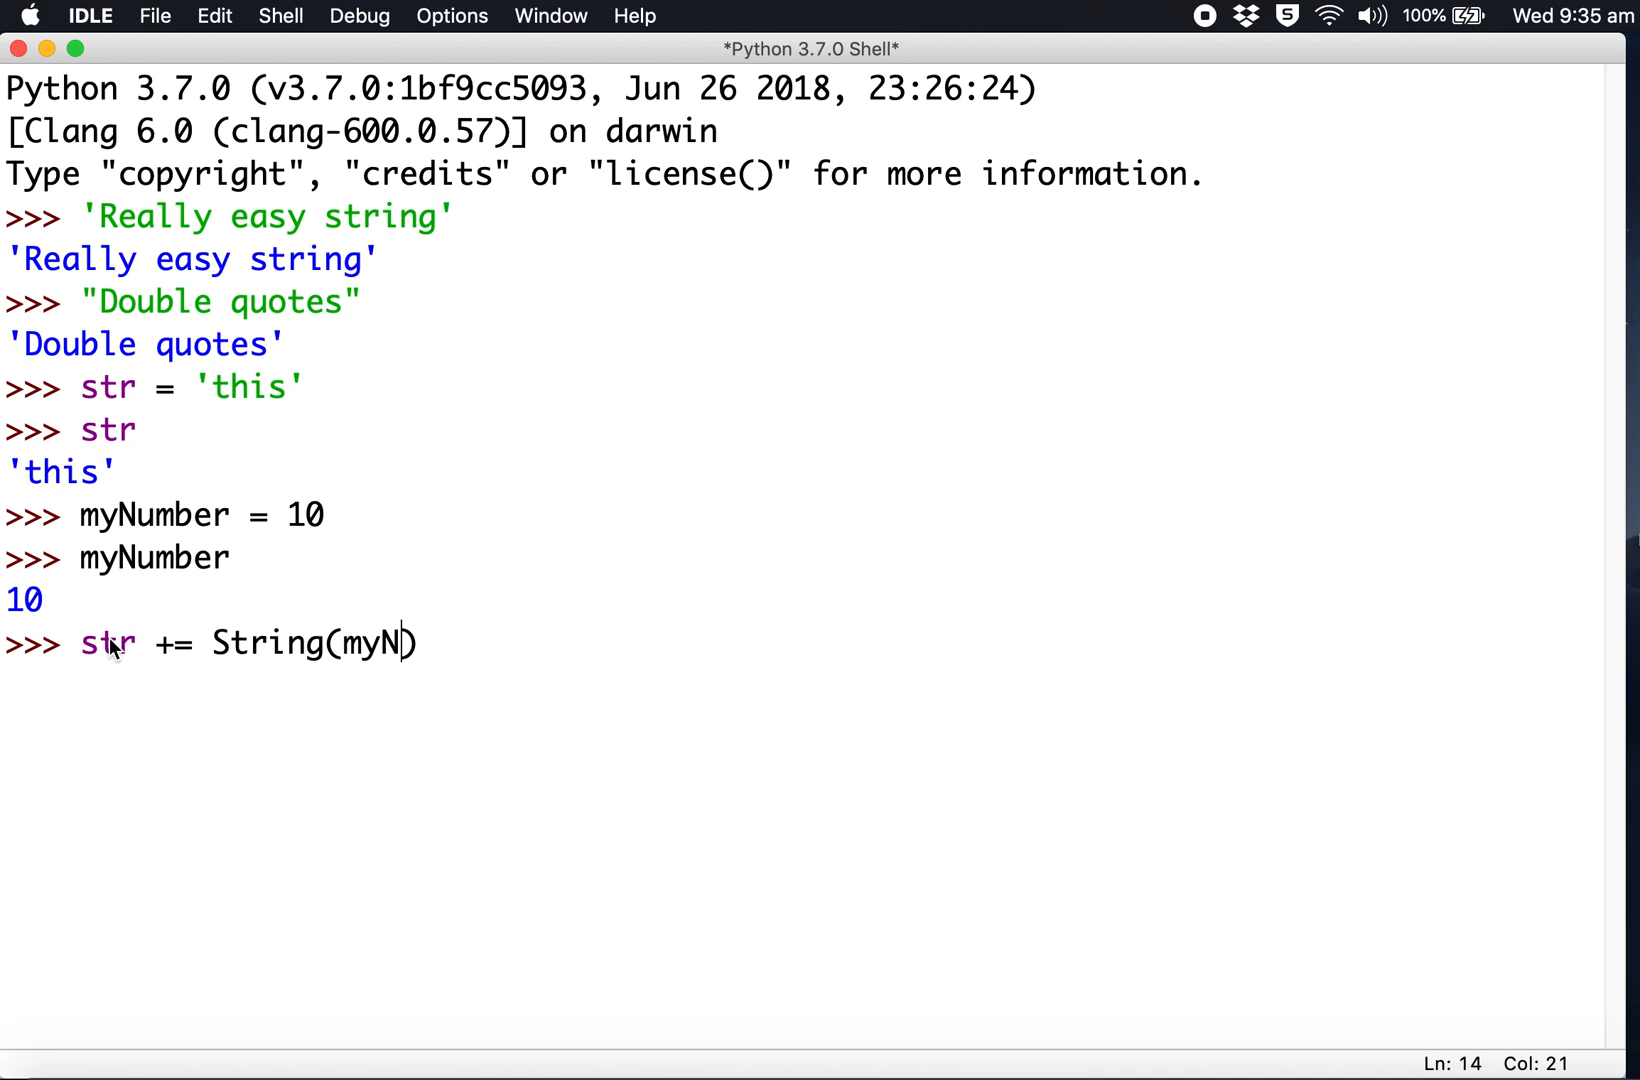 IDLE File Edit Shell Debug Options Window Help 100% Wed 9:35 am
*Python 3.7.0 Shell*
Python 3.7.0 (v3.7.0:1bf9cc5093, Jun 26 2018, 23:26:24)
[Clang 6.0 (clang-600.0.57)] on darwin
Type "copyright", "credits" or "license()" for more information.
>>> 'Really easy string'
'Really easy string'
>>> "Double quotes"
'Double quotes'
>>> str = 'this'
>>> str
'this'
>>> myNumber = 10
>>> myNumber
10
>>> str += String(myN)
Ln: 14 Col: 21